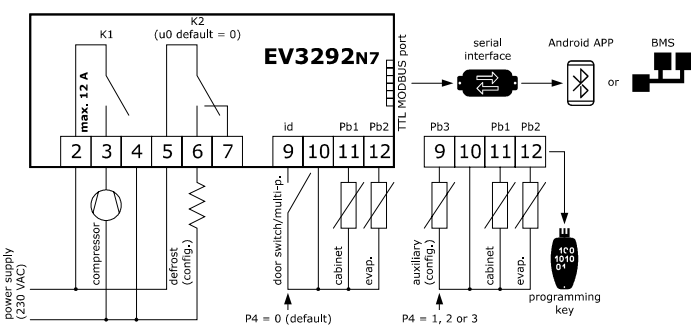 K2
K1
(u0 default = 0)
EV3292N7
max. 12 A
TTL MODBUS port
serial
interface
Android APP
or
BMS
id
Pb1
Pb2
2
3
4
5
6
7
9
10
11
12
Pb3
Pb1
Pb2
9
10
11
12
power supply
(230 VAC)
compressor
defrost
(config.)
door switch/multi-p.
cabinet
evap.
auxiliary
(config.)
cabinet
evap.
100
1010
01
programming
key
P4 = 0 (default)
P4 = 1, 2 or 3